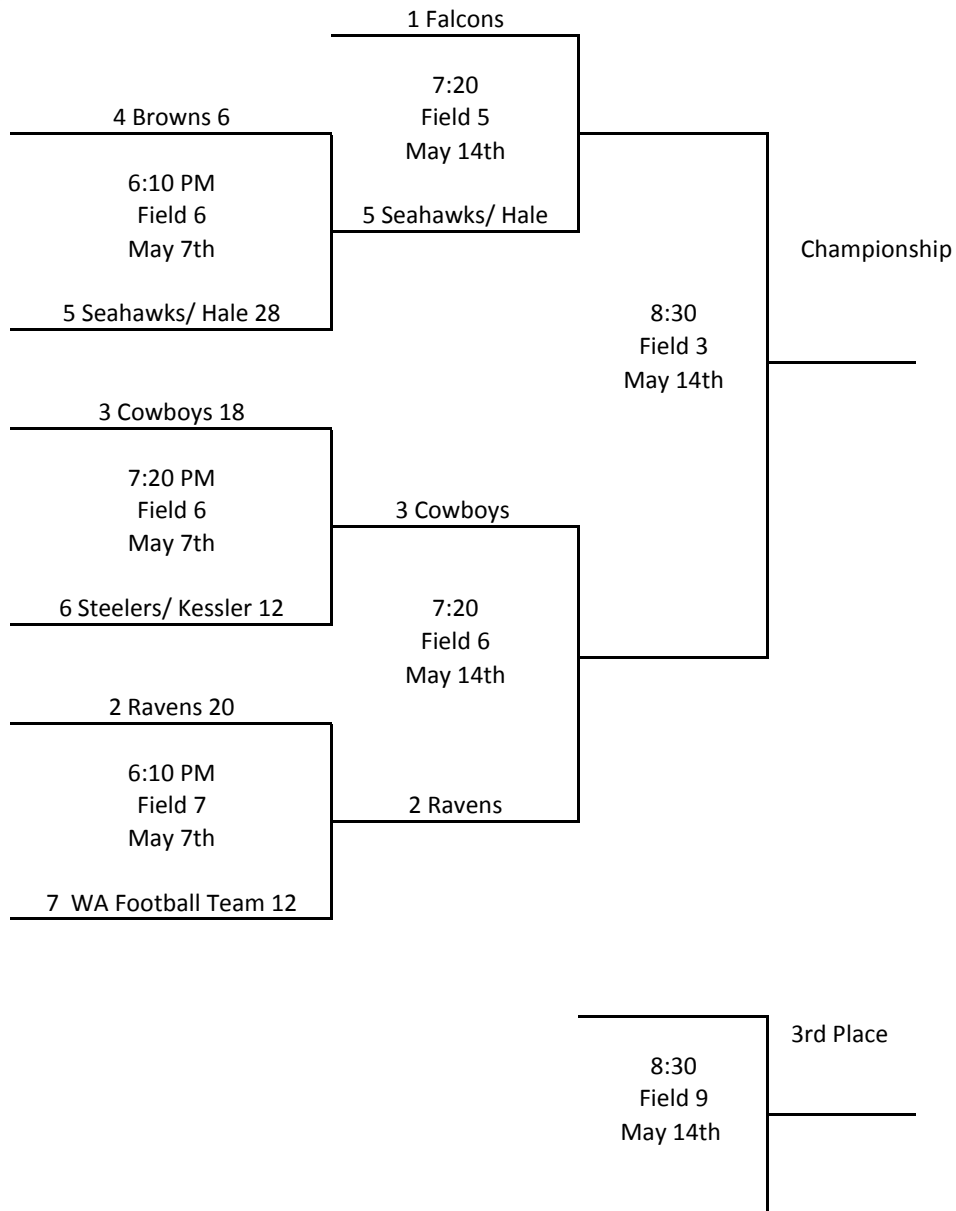 1 Falcons
7:20
Field 5
May 14th
4 Browns 6
6:10 PM
Field 6
May 7th
5 Seahawks/ Hale
5 Seahawks/ Hale 28
Championship
8:30
Field 3
May 14th
3 Cowboys 18
7:20 PM
Field 6
May 7th
3 Cowboys
6 Steelers/ Kessler 12
7:20
Field 6
May 14th
2 Ravens 20
6:10 PM
Field 7
May 7th
2 Ravens
7  WA Football Team 12
3rd Place
8:30
Field 9
May 14th